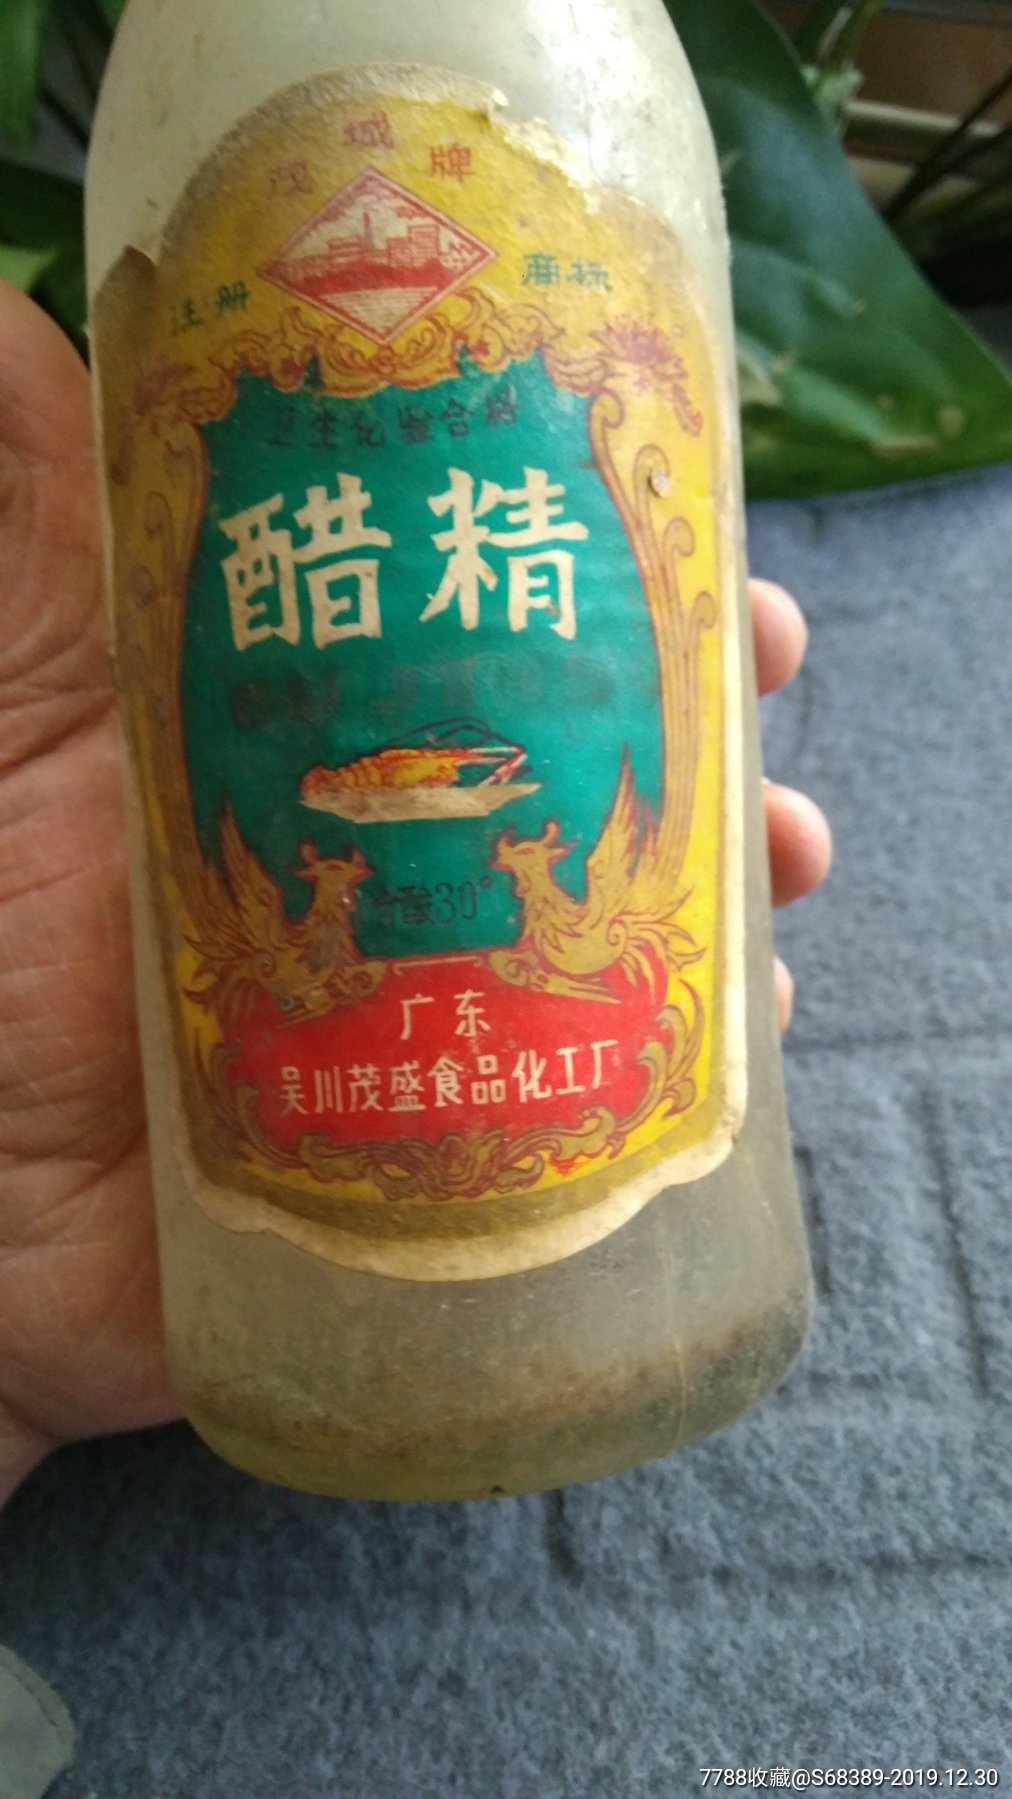 茂城牌
注册 商标
卫生化验合格
醋精
CU JING
含酸30°
广东
吴川茂盛食品化工厂
7788收藏@S68389-2019.12.30